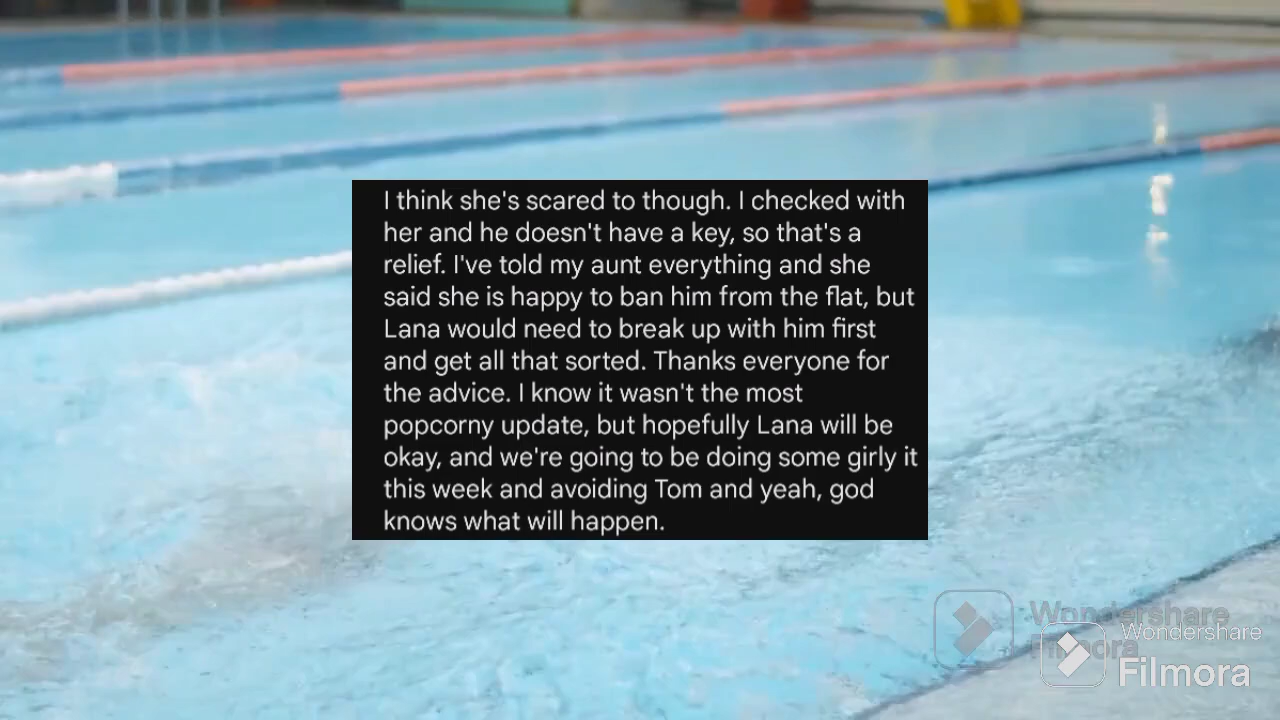 I think she's scared to though. I checked with
her and he doesn't have a key, so that's a
relief. I've told my aunt everything and she
said she is happy to ban him from the flat, but
Lana would need to break up with him first
and get all that sorted. Thanks everyone for
the advice. I know it wasn't the most
popcorny update, but hopefully Lana will be
okay, and we're going to be doing some girly it
this week and avoiding Tom and yeah, god
knows what will happen.
Wondershare
Filmora
Wondershare
Filmora